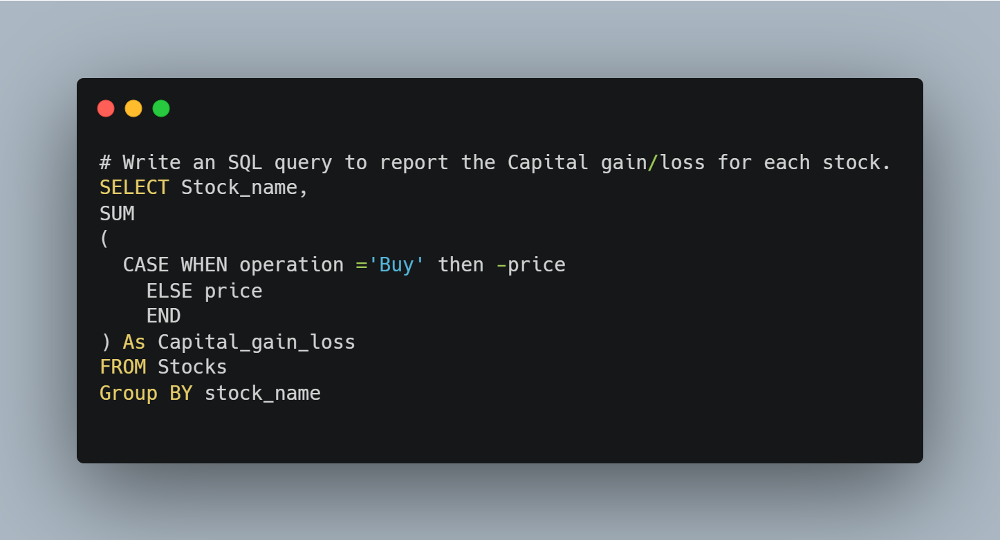 # Write an SQL query to report the Capital gain/loss for each stock.
SELECT Stock_name,
SUM
(
  CASE WHEN operation ='Buy' then -price
    ELSE price
    END
) As Capital_gain_loss
FROM Stocks
Group BY stock_name